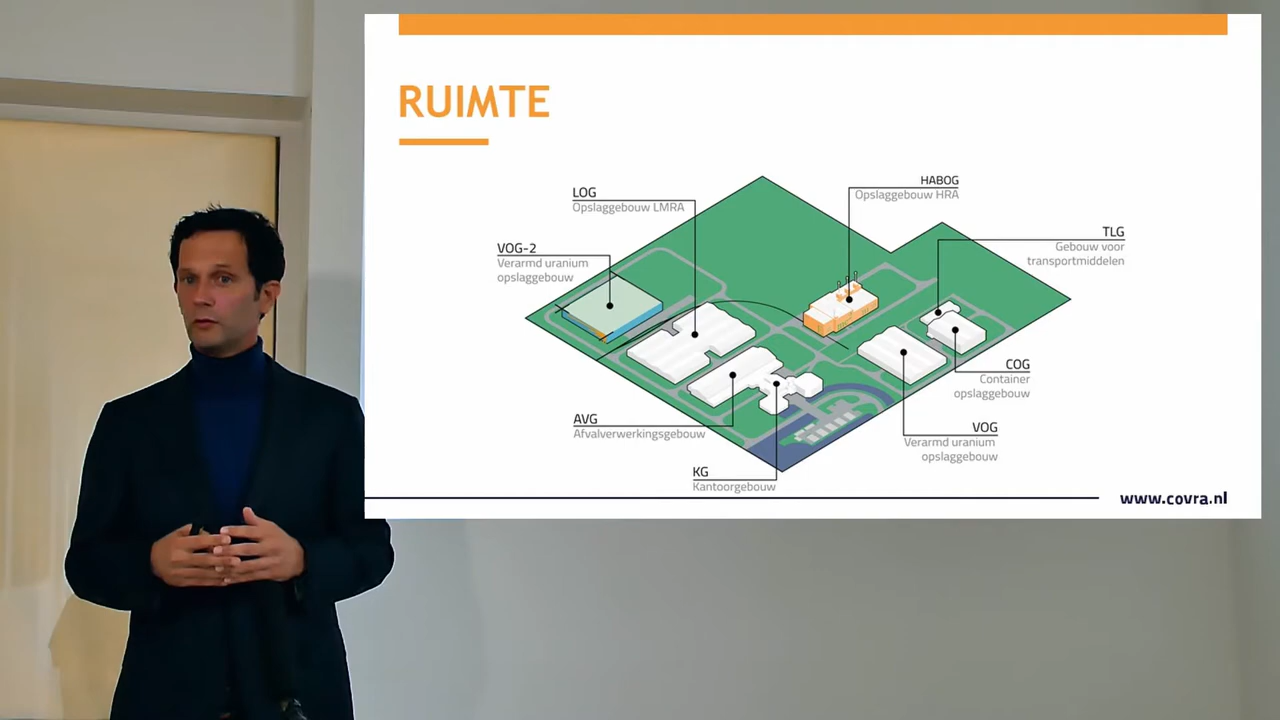 RUIMTE
LOG
Opslaggebouw LMRA
HABOG
Opslaggebouw HRA
VOG-2
Verarmd uranium
opslaggebouw
TLG
Gebouw voor
transportmiddelen
COG
Container
opslaggebouw
AVG
Afvalverwerkingsgebouw
VOG
Verarmd uranium
opslaggebouw
KG
Kantoorgebouw
www.covra.nl